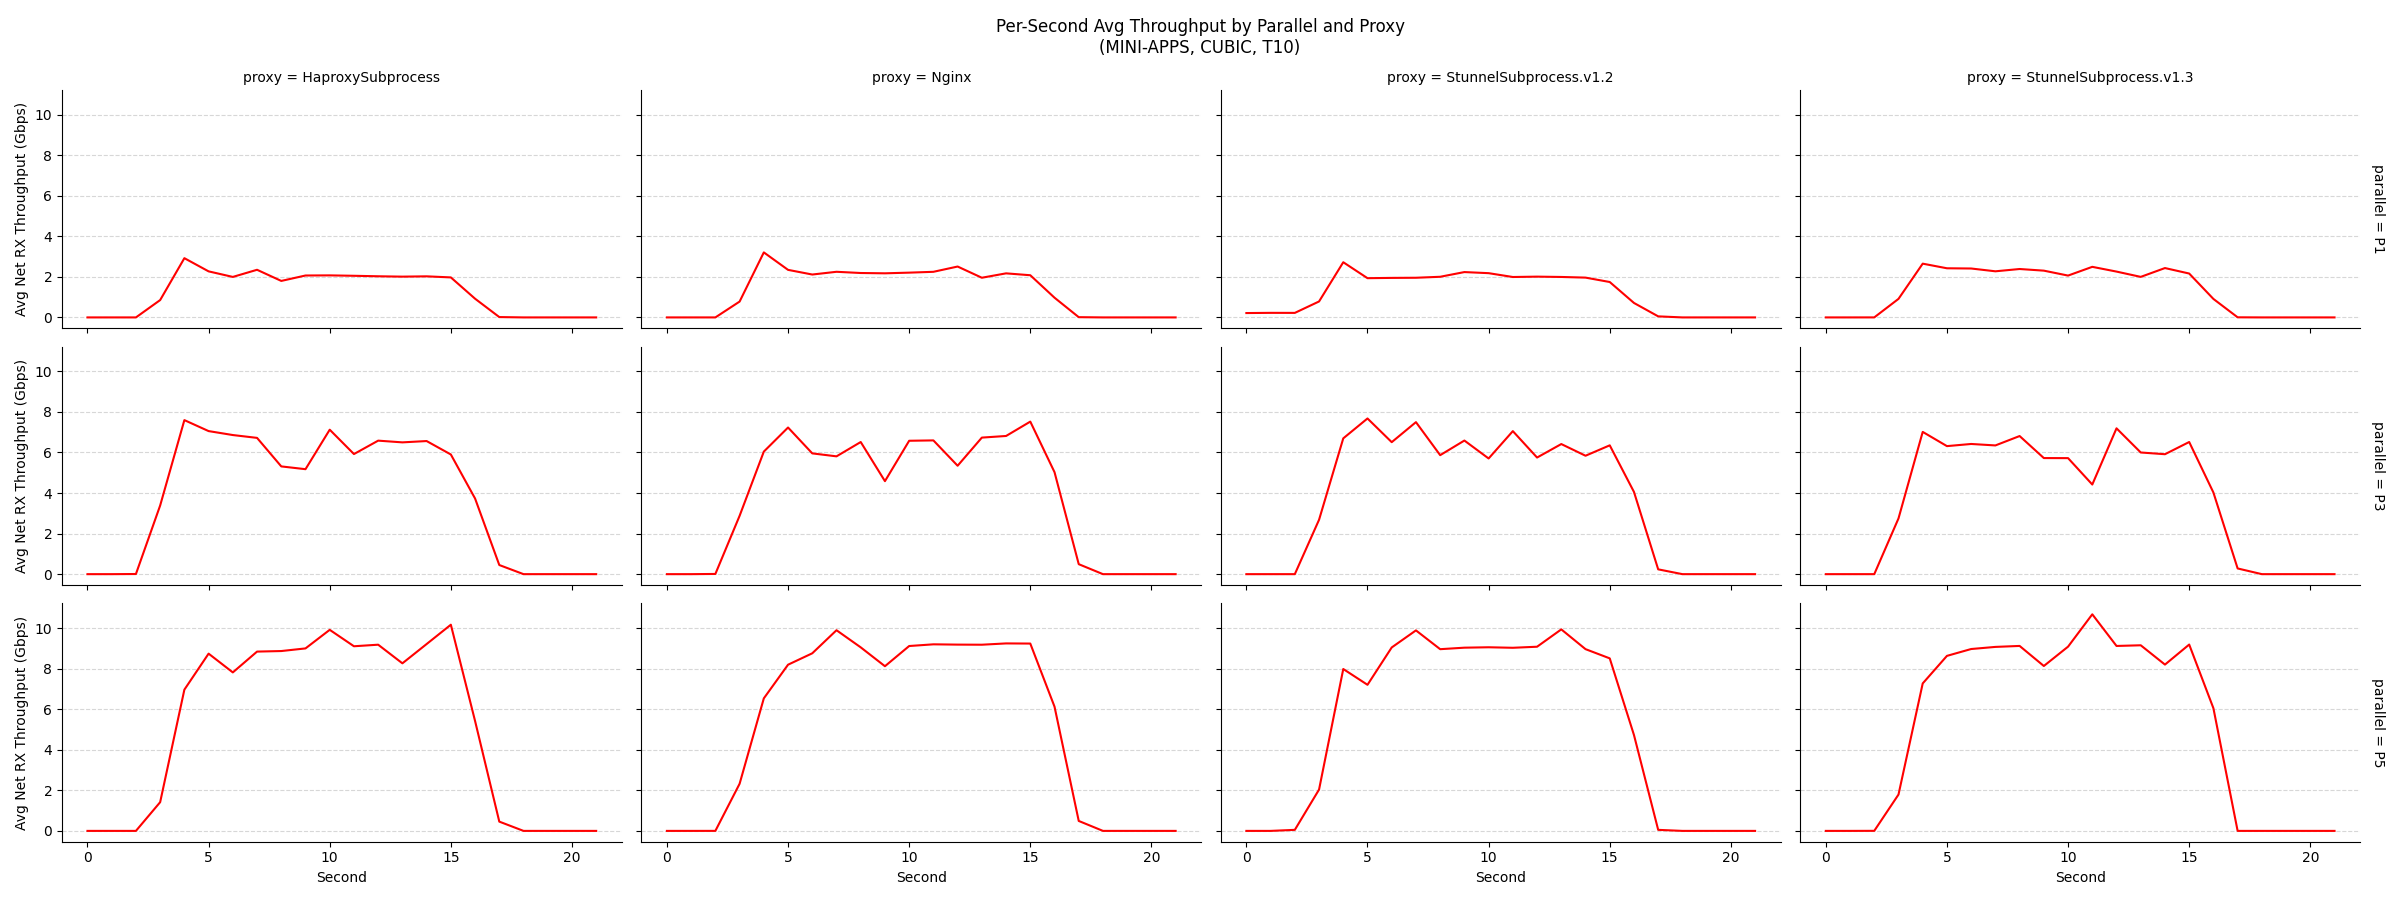 Per-Second Avg Throughput by Parallel and Proxy
(MINI-APPS, CUBIC, T10)
proxy = HaproxySubprocess
proxy = Nginx
proxy = StunnelSubprocess.v1.2
proxy = StunnelSubprocess.v1.3
Avg Net RX Throughput (Gbps)
10
8
6
4
2
0
parallel = P1
Avg Net RX Throughput (Gbps)
10
8
6
4
2
0
parallel = P3
Avg Net RX Throughput (Gbps)
10
8
6
4
2
0
parallel = P5
0 5 10 15 20
0 5 10 15 20
0 5 10 15 20
0 5 10 15 20
Second
Second
Second
Second